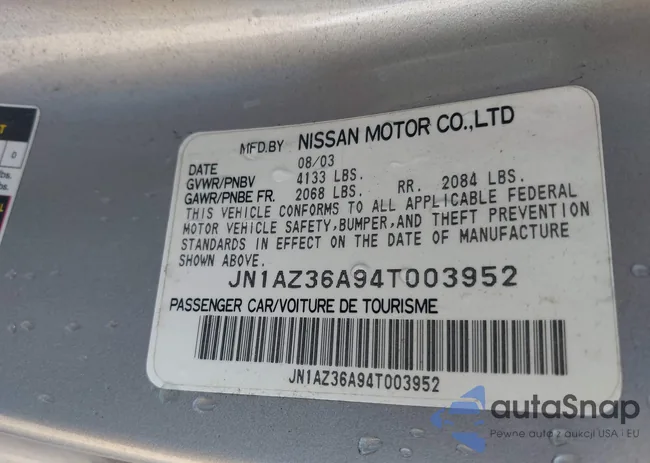 MFD.BY NISSAN MOTOR CO.,LTD
DATE 08/03
GVWR/PNBV 4133 LBS.
GAWR/PNBE FR. 2068 LBS. RR. 2084 LBS.
THIS VEHICLE CONFORMS TO ALL APPLICABLE FEDERAL
MOTOR VEHICLE SAFETY, BUMPER, AND THEFT PREVENTION
STANDARDS IN EFFECT ON THE DATE OF MANUFACTURE
SHOWN ABOVE.
JN1AZ36A94T003952
PASSENGER CAR/VOITURE DE TOURISME
JN1AZ36A94T003952
0
autaSnap
Pewne auta z aukcji USA i EU